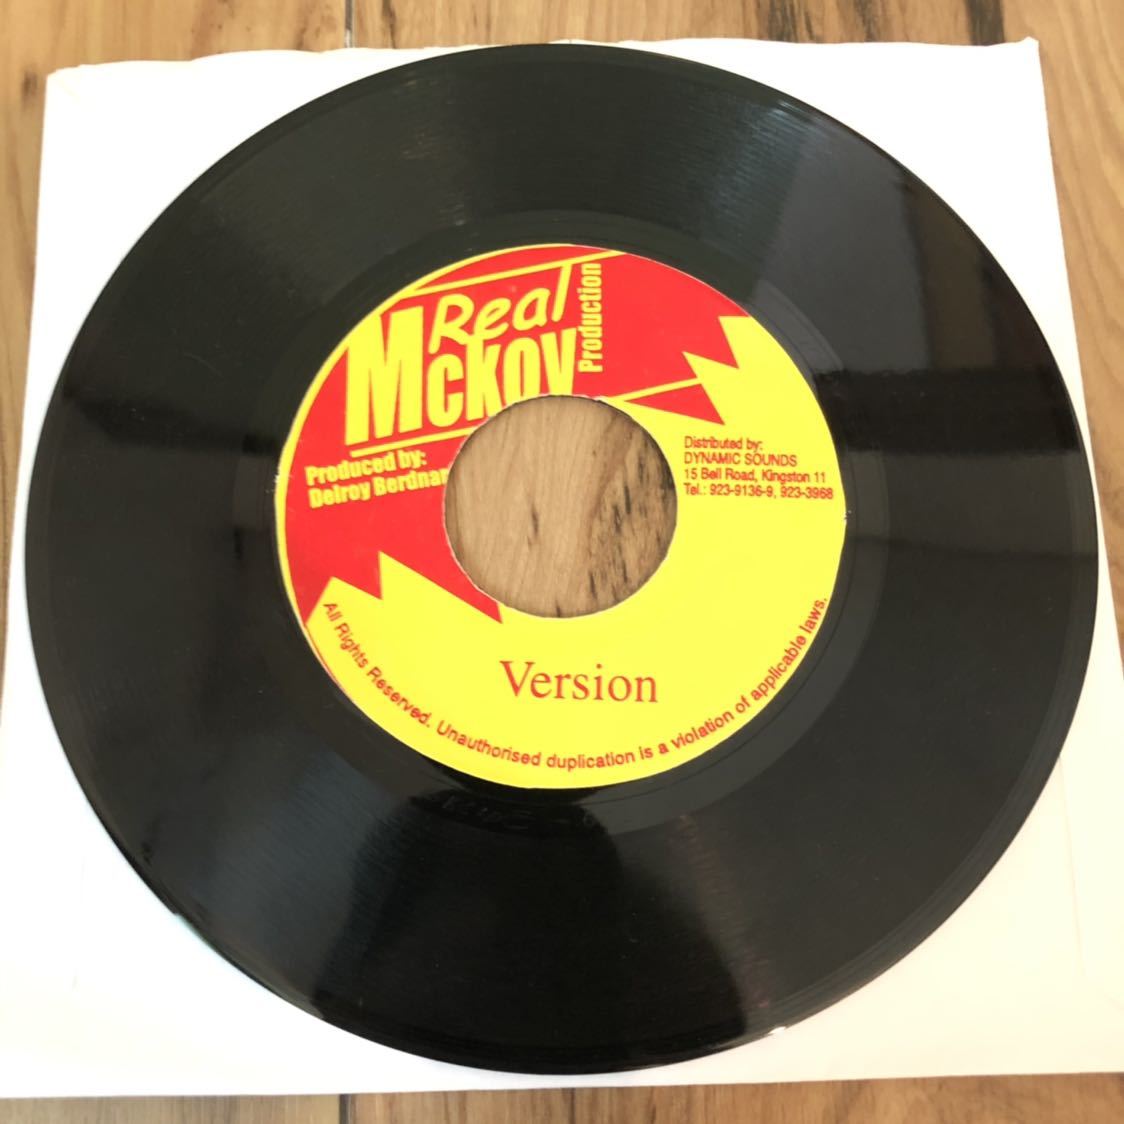 Real
Mckoy
Production
Produced by:
Delroy
Distributed by:
DYNAMIC SOUNDS
15 Bell Road, Kingston 11
Tel.: 923-9136-9, 923-3968
Version
All Rights Reserved. Unauthorised duplication is a violation of applicable laws.